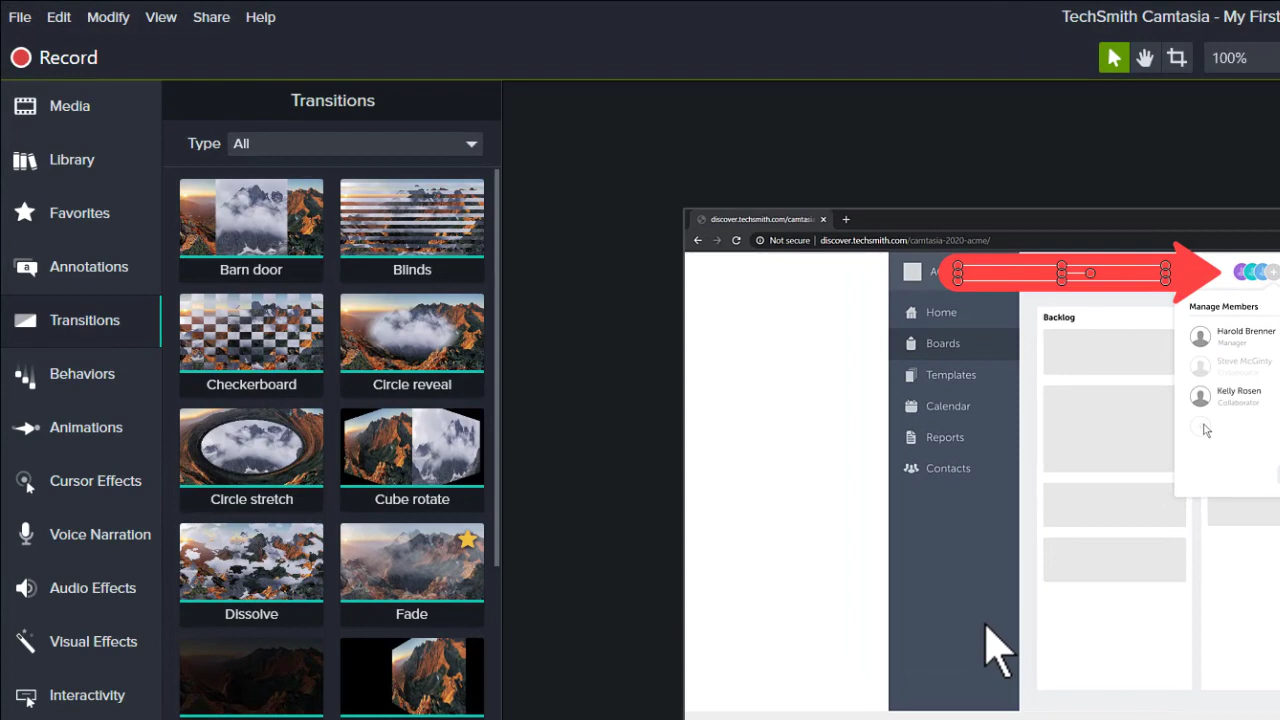 File Edit Modify View Share Help
TechSmith Camtasia - My First
Record
100%
Media
Library
Favorites
Annotations
Transitions
Behaviors
Animations
Cursor Effects
Voice Narration
Audio Effects
Visual Effects
Interactivity
Transitions
Type All
Barn door Blinds
Checkerboard Circle reveal
Circle stretch Cube rotate
Dissolve Fade
discover.techsmith.com/camtasia
Not secure | discover.techsmith.com/camtasia-2020-acme/
Home
Boards
Templates
Calendar
Reports
Contacts
Backlog
Manage Members
Harold Brenner
Manager
Steve McGinty
Collaborator
Kelly Rosen
Collaborator